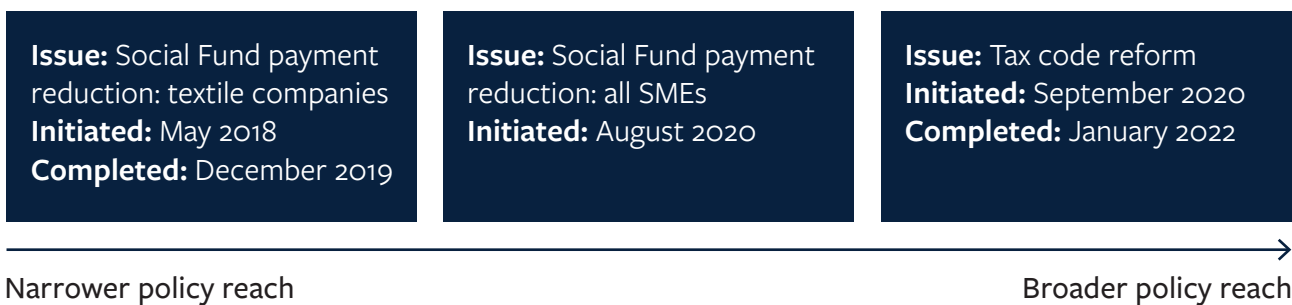 Issue: Social Fund payment
reduction: textile companies
Initiated: May 2018
Completed: December 2019
Issue: Social Fund payment
reduction: all SMEs
Initiated: August 2020
Issue: Tax code reform
Initiated: September 2020
Completed: January 2022
Narrower policy reach
Broader policy reach